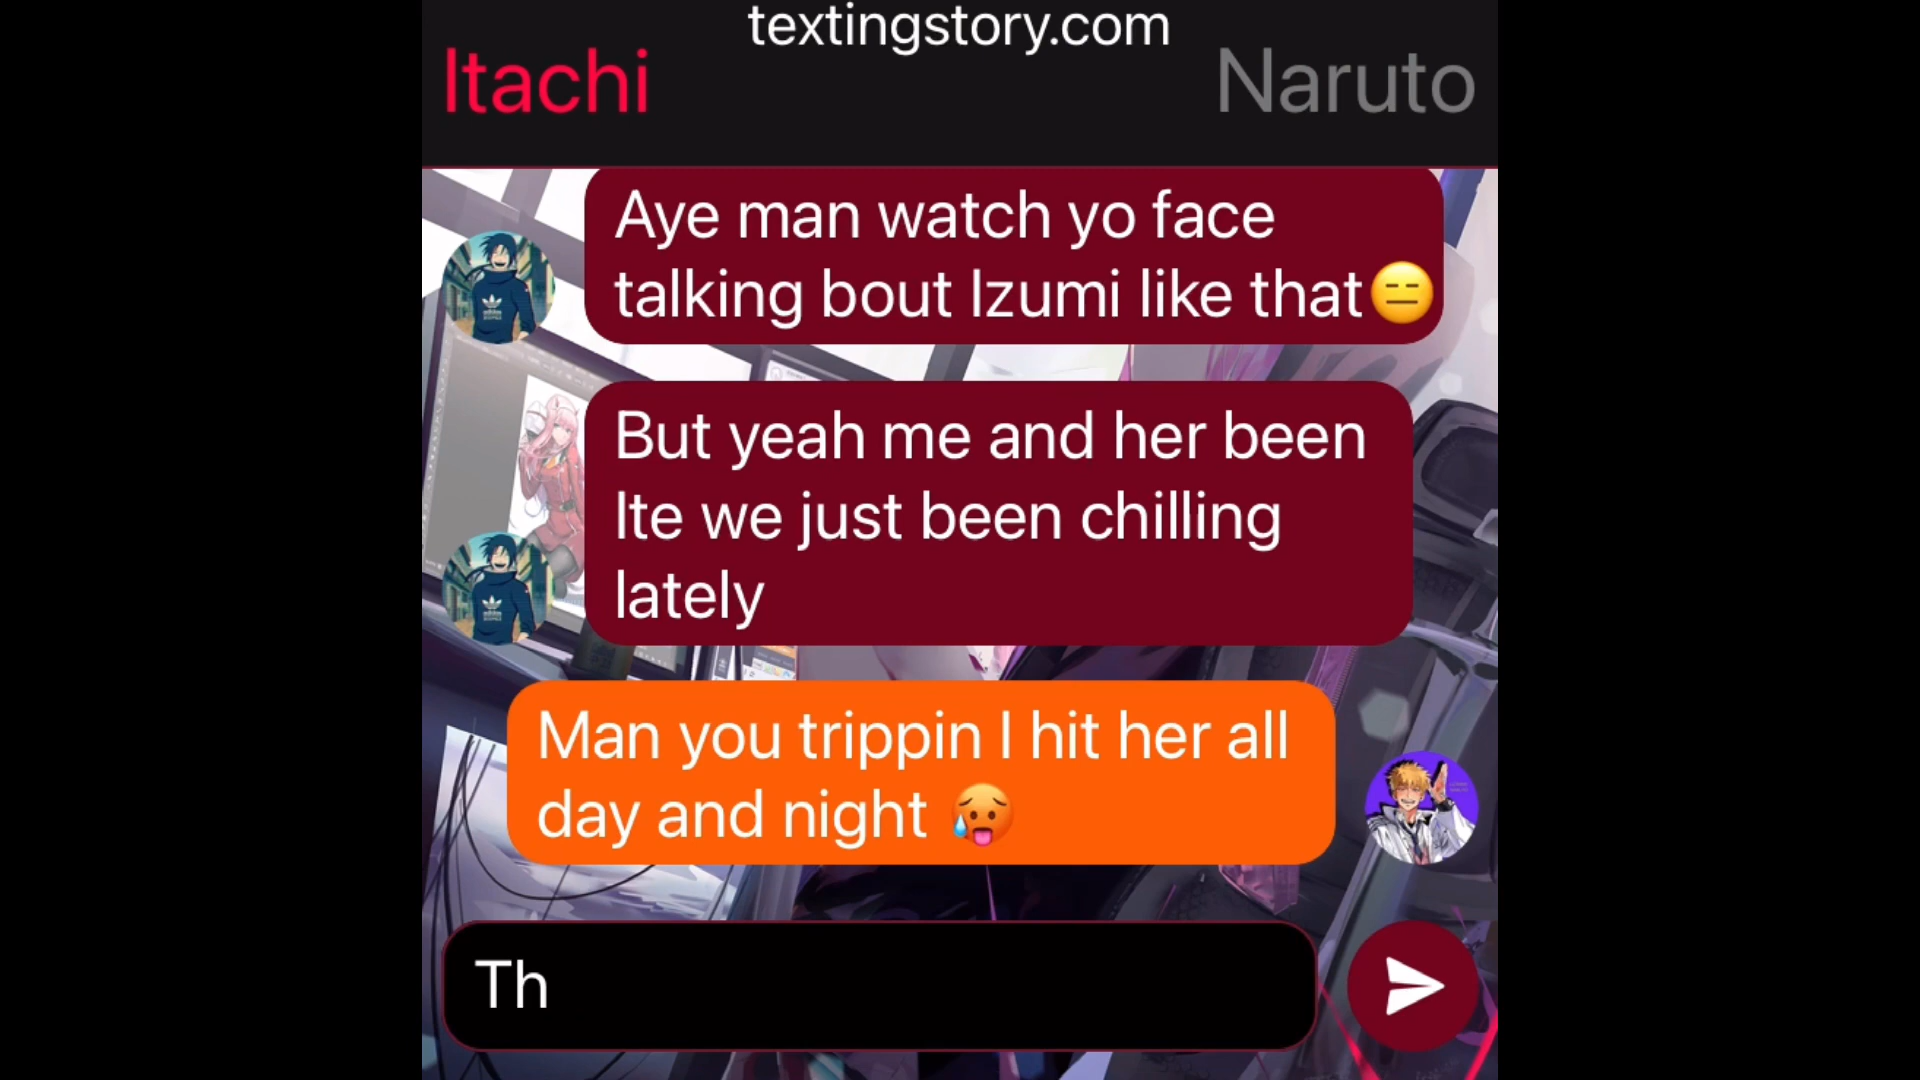 textingstory.com
Itachi
Naruto
Aye man watch yo face
talking bout Izumi like that😑
But yeah me and her been
Ite we just been chilling
lately
Man you trippin I hit her all
day and night 🥵
Th